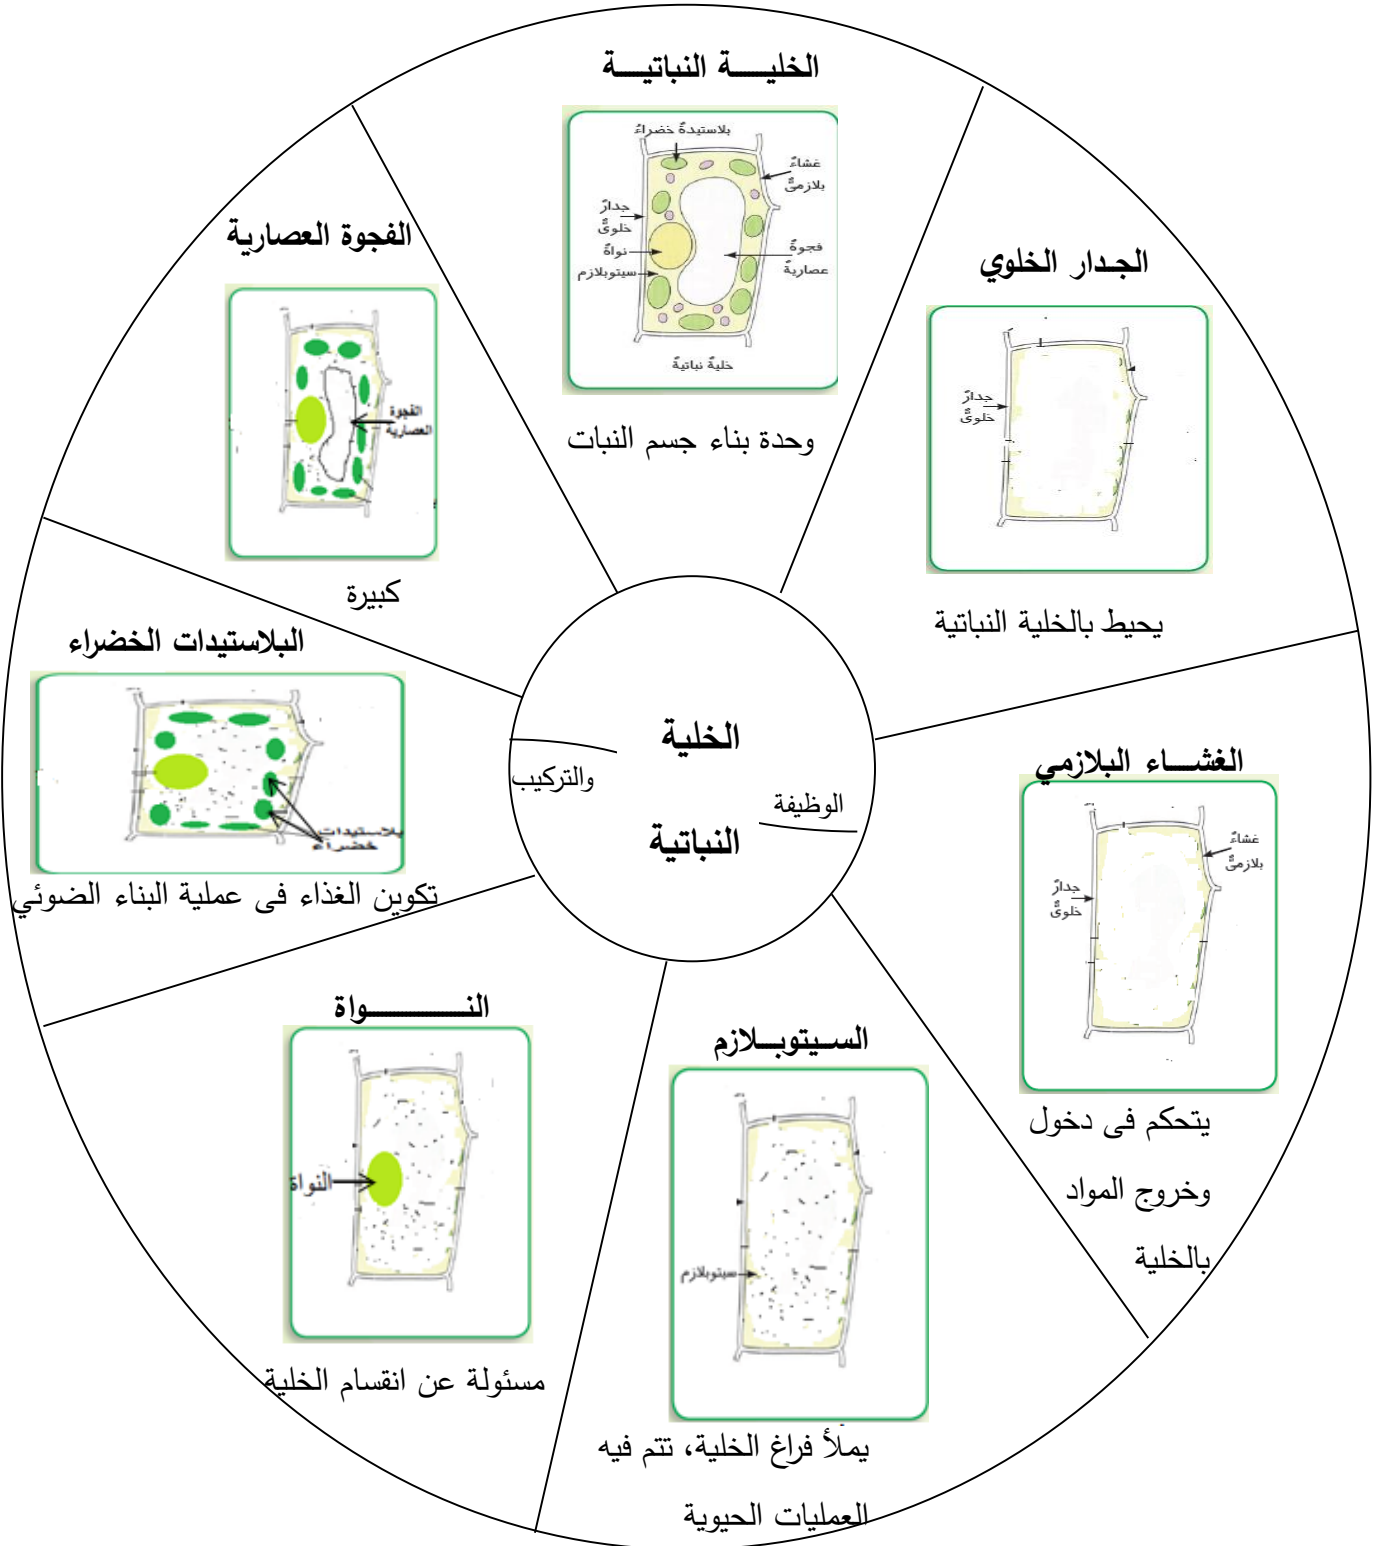 الخليـــة النباتيـــة
بلاستيدةٌ خضراءُ
غشاءٌ
بلازميٌّ
جدارٌ
خلويٌّ
نواةٌ
سيتوبلازم
فجوةٌ
عصاريةٌ
خليةٌ نباتيةٌ
وحدة بناء جسم النبات
الجـدار الخلوي
جدارٌ
خلويٌّ
يحيط بالخلية النباتية
الغشـــاء البلازمي
غشاءٌ
بلازميٌّ
جدارٌ
خلويٌّ
يتحكم فى دخول
وخروج المواد
بالخلية
السـيتوبـــلازم
سيتوبلازم
يملأ فراغ الخلية، تتم فيه
العمليات الحيوية
النـــــــــواة
النواة
مسئولة عن انقسام الخلية
البلاستيدات الخضراء
بلاستيدات
خضراء
تكوين الغذاء فى عملية البناء الضوئي
الفجوة العصارية
الفجوة
العصارية
كبيرة
الخلية
والتركيب
الوظيفة
النباتية